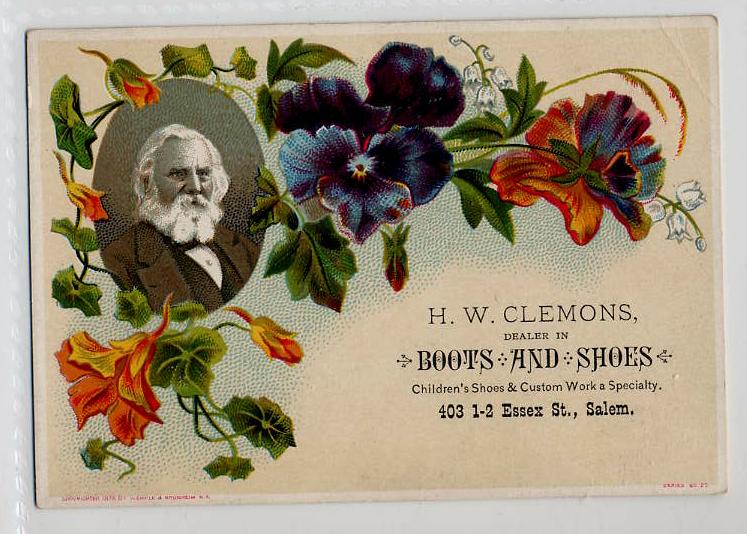 H. W. CLEMONS,
DEALER IN
BOOTS AND SHOES
Children's Shoes & Custom Work a Specialty.
403 1-2 Essex St., Salem.